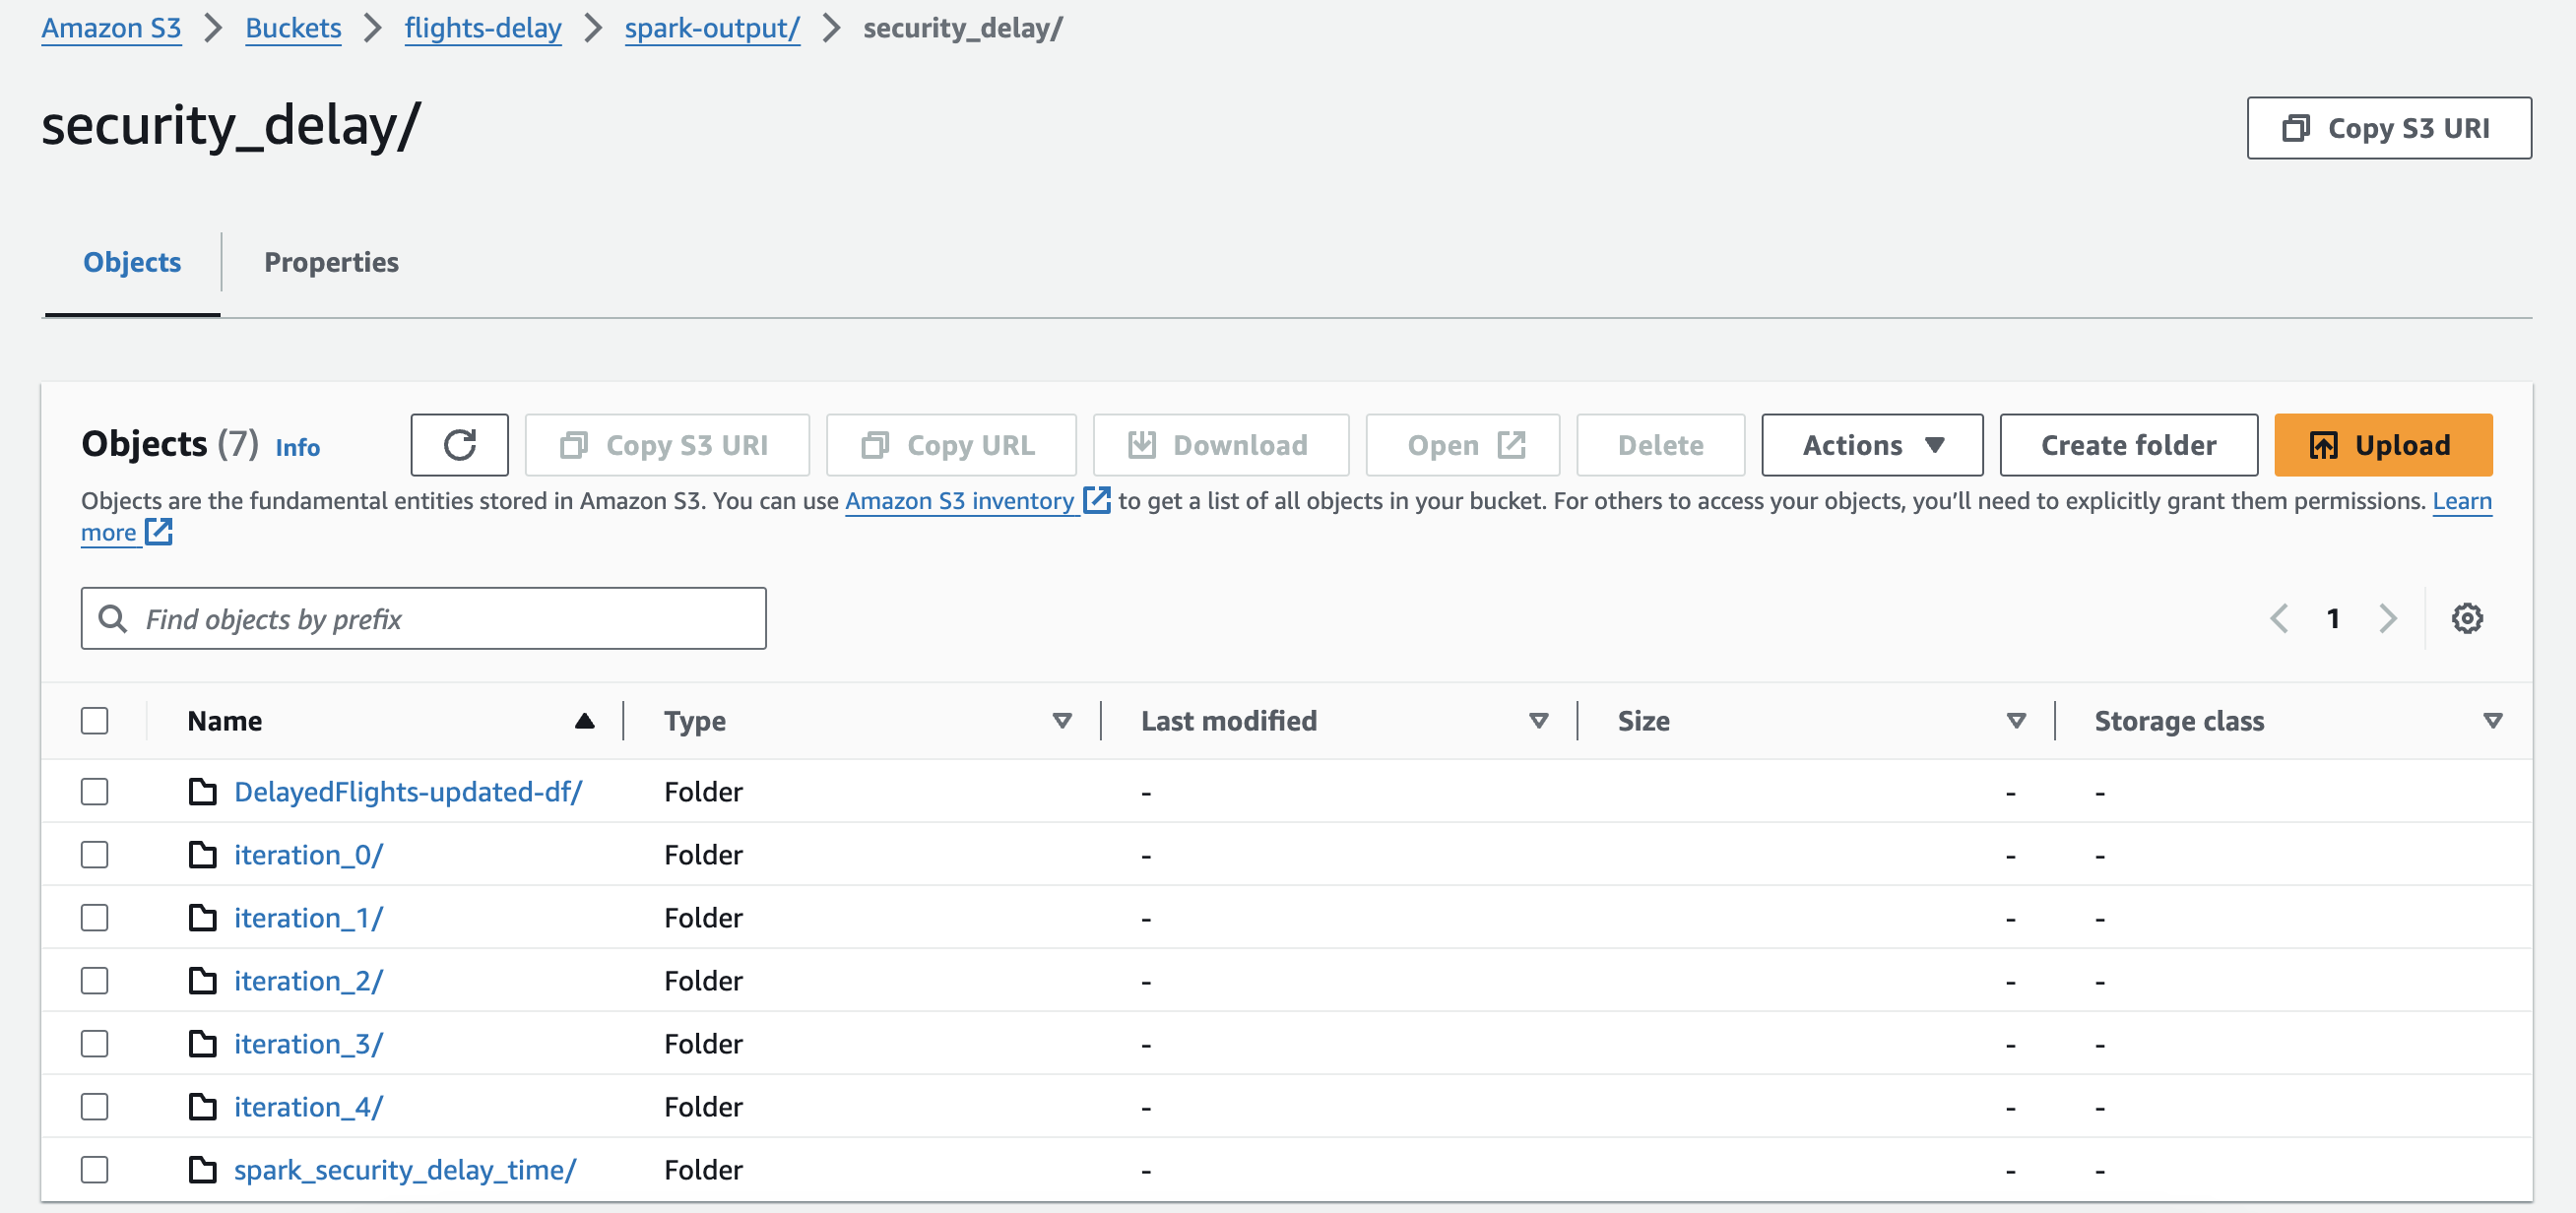 Amazon S3 > Buckets > flights-delay > spark-output/ > security_delay/
security_delay/
Copy S3 URI
Objects
Properties
Objects (7) Info
Copy S3 URI
Copy URL
Download
Open
Delete
Actions
Create folder
Upload
Objects are the fundamental entities stored in Amazon S3. You can use Amazon S3 inventory to get a list of all objects in your bucket. For others to access your objects, you’ll need to explicitly grant them permissions. Learn
more
Find objects by prefix
1
Name Type Last modified Size Storage class
DelayedFlights-updated-df/ Folder - - -
iteration_0/ Folder - - -
iteration_1/ Folder - - -
iteration_2/ Folder - - -
iteration_3/ Folder - - -
iteration_4/ Folder - - -
spark_security_delay_time/ Folder - - -